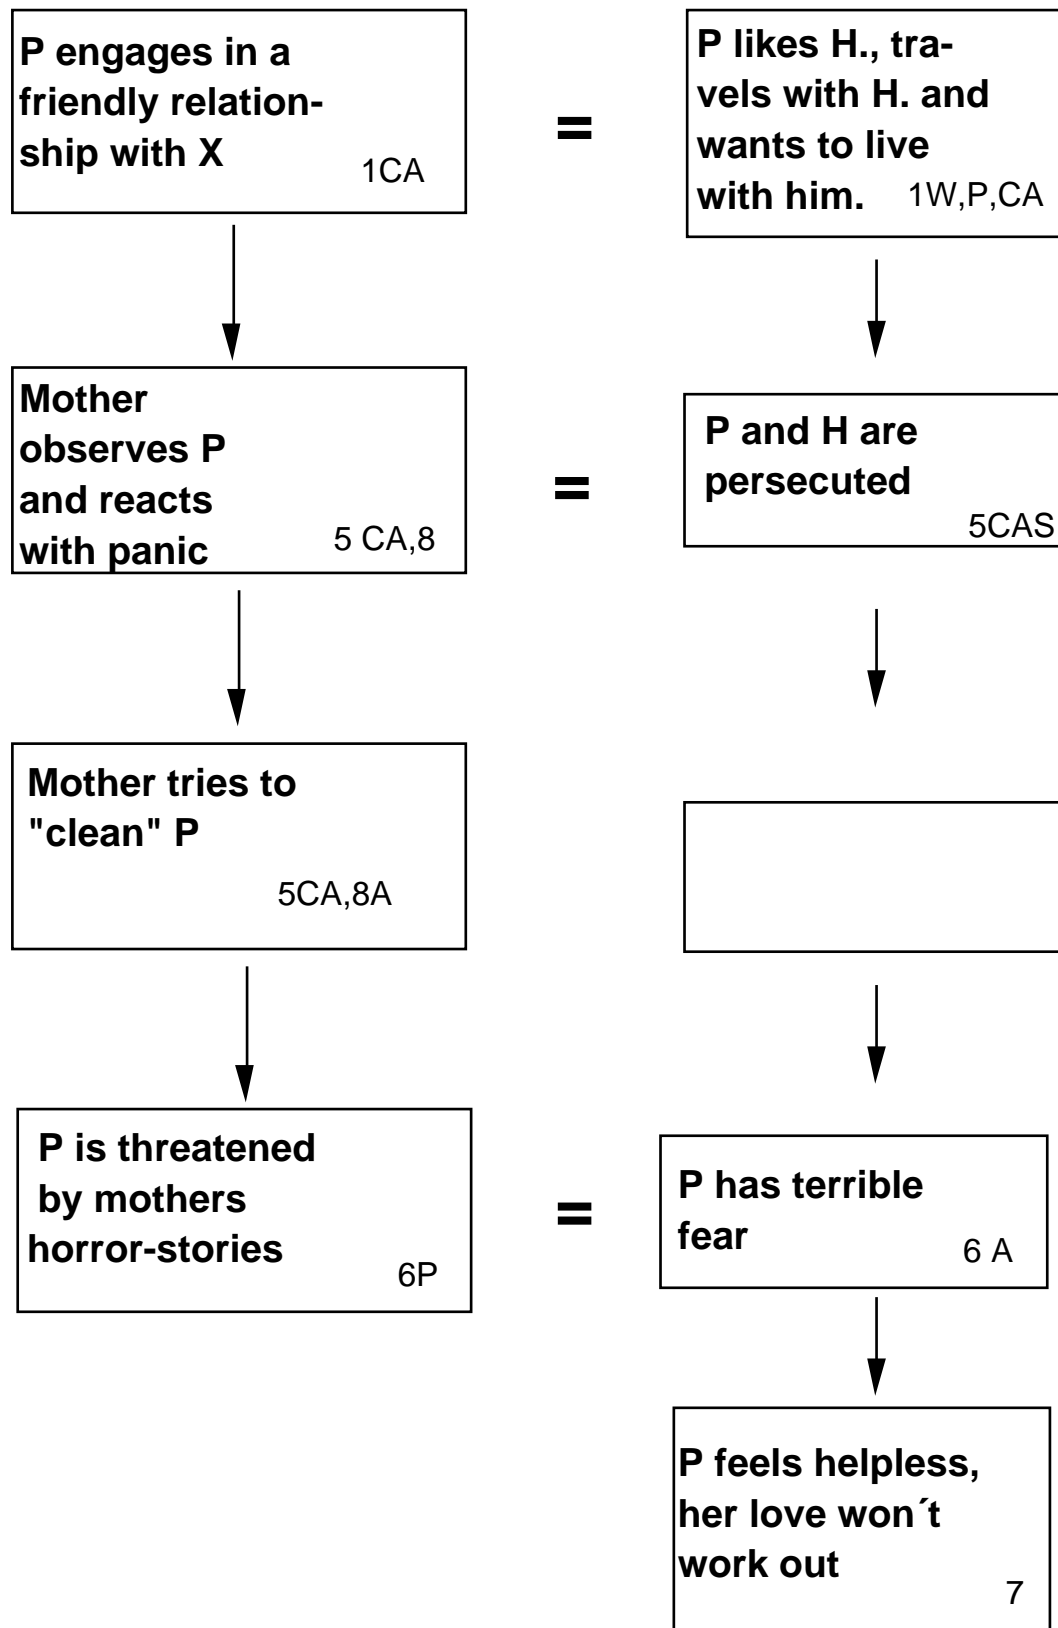 P engages in a
friendly relation-
ship with X
1CA
=
P likes H., tra-
vels with H. and
wants to live
with him. 1W,P,CA
Mother
observes P
and reacts
with panic 5 CA,8
=
P and H are
persecuted
5CAS
Mother tries to
"clean" P
5CA,8A
P is threatened
by mothers
horror-stories
6P
=
P has terrible
fear 6 A
P feels helpless,
her love won´t
work out
7